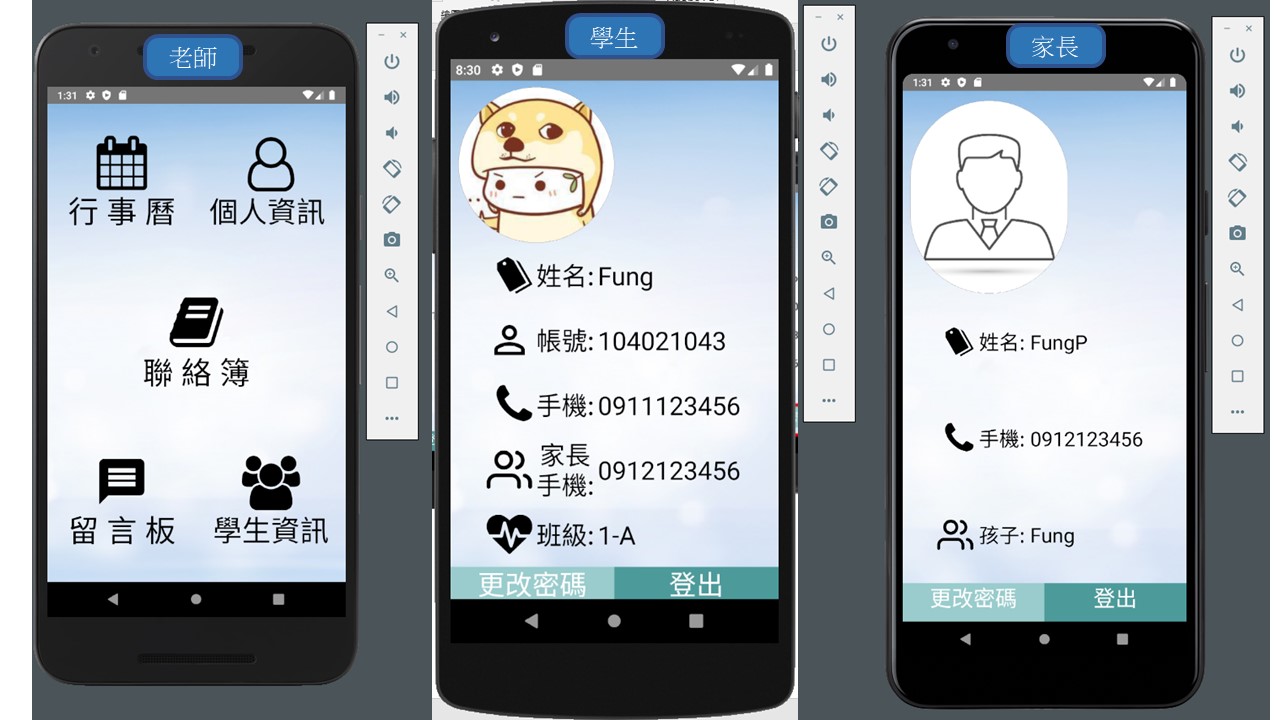 老師
1:31
行事曆
個人資訊
聯絡簿
留言板
學生資訊
學生
8:30
姓名: Fung
帳號: 104021043
手機: 0911123456
家長
手機: 0912123456
班級: 1-A
更改密碼
登出
家長
1:31
姓名: FungP
手機: 0912123456
孩子: Fung
更改密碼
登出